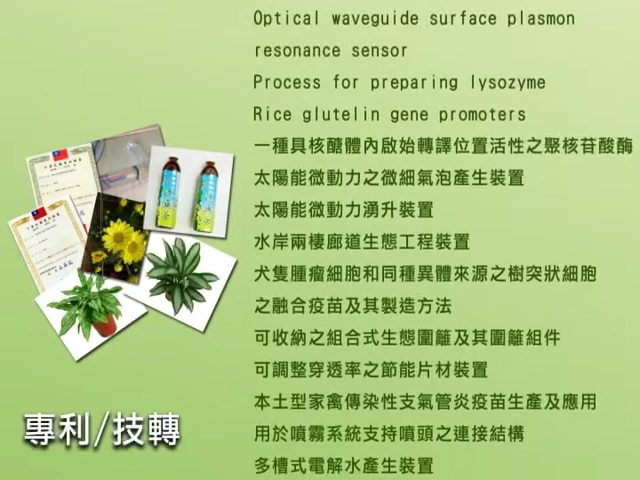 Optical waveguide surface plasmon
resonance sensor
Process for preparing lysozyme
Rice glutelin gene promoters
一種具核醣體內啟始轉譯位置活性之聚核苷酸酶
太陽能微動力之微細氣泡產生裝置
太陽能微動力湧升裝置
水岸兩棲廊道生態工程裝置
犬隻腫瘤細胞和同種異體來源之樹突狀細胞
之融合疫苗及其製造方法
可收納之組合式生態圍籬及其圍籬組件
可調整穿透率之節能片材裝置
本土型家禽傳染性支氣管炎疫苗生產及應用
用於噴霧系統支持噴頭之連接結構
多槽式電解水產生裝置
專利/技轉